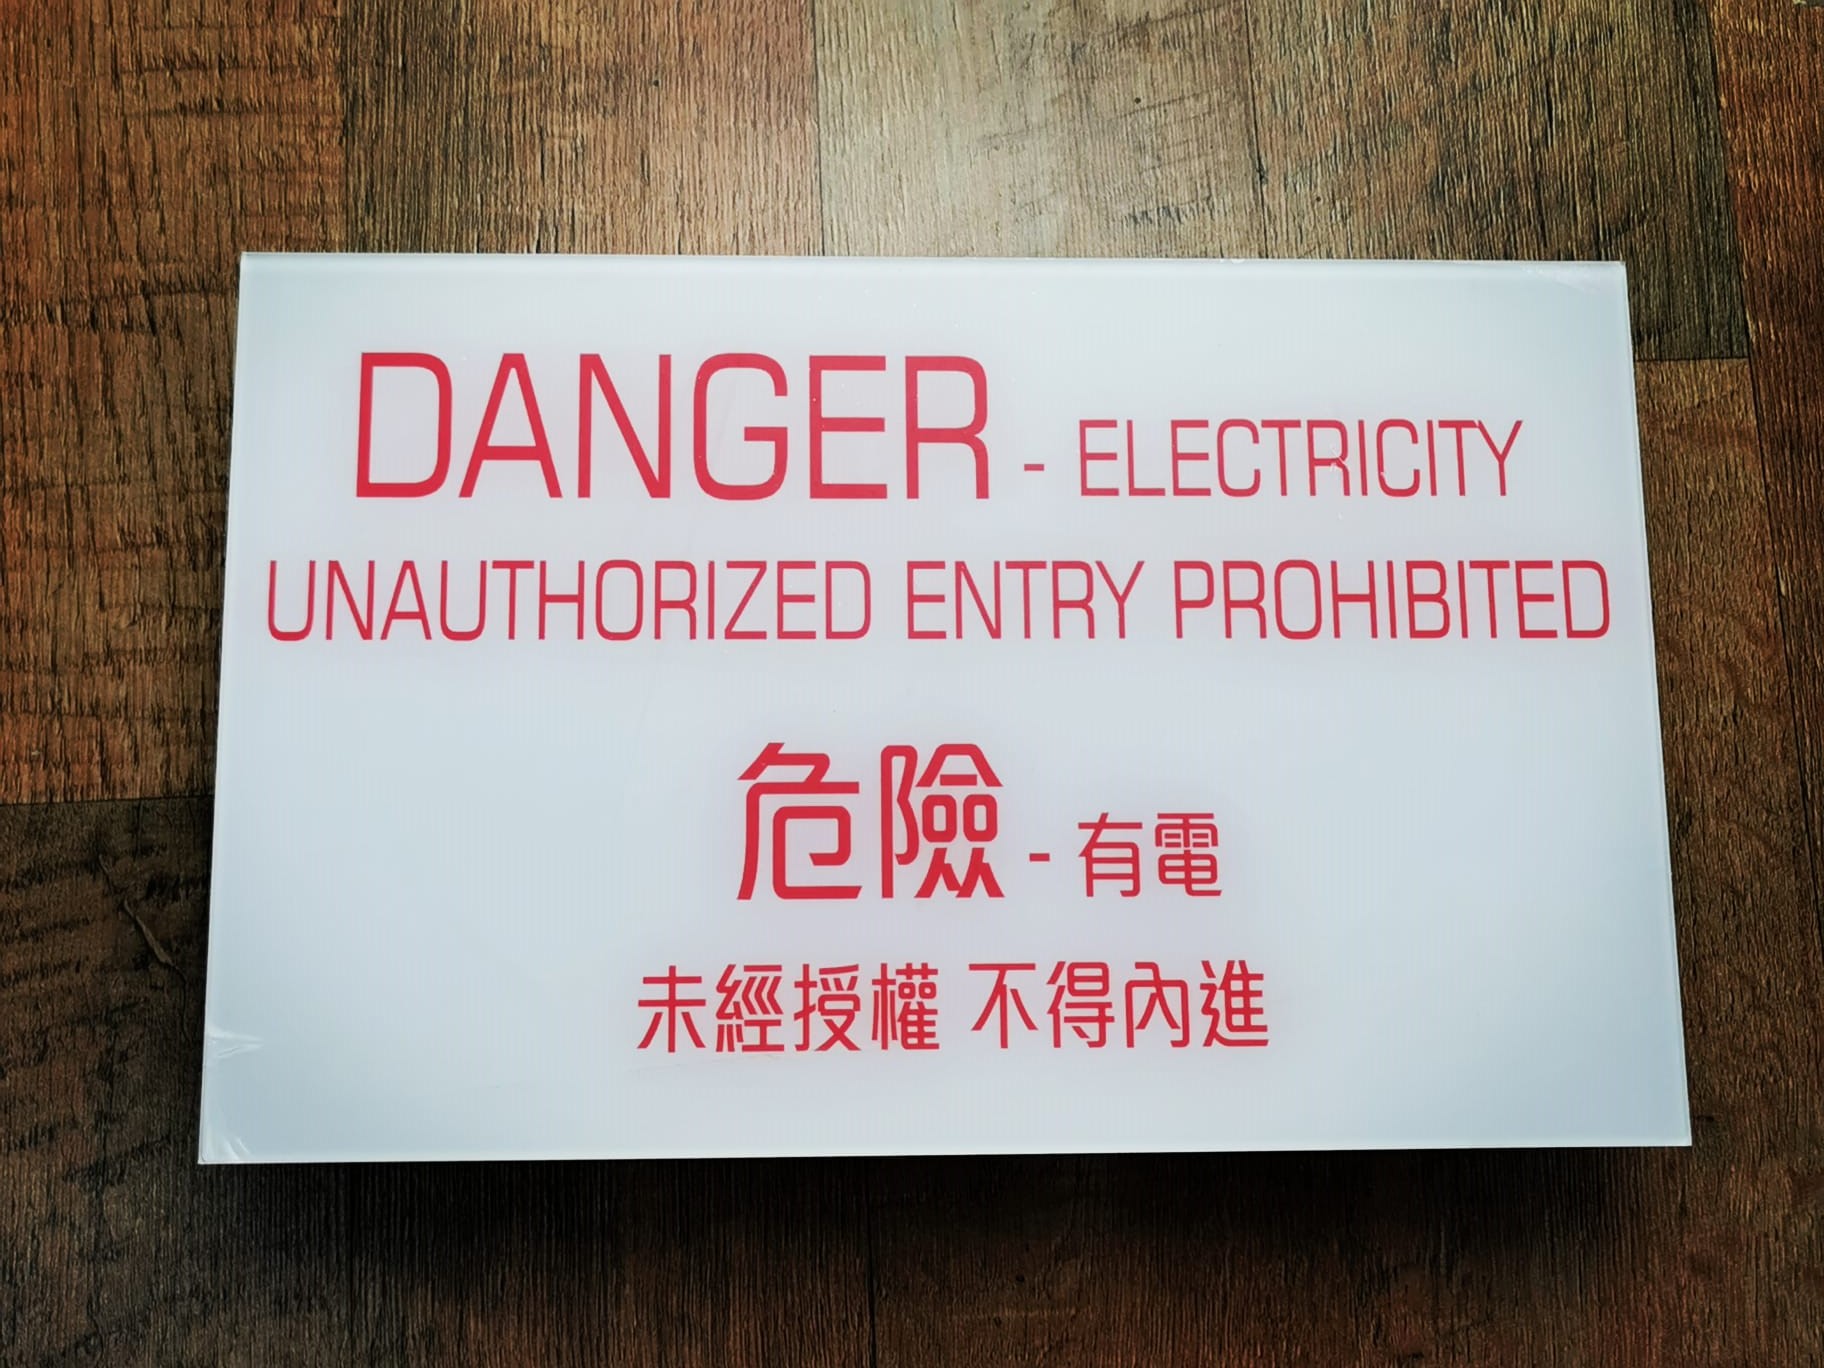 DANGER - ELECTRICITY
UNAUTHORIZED ENTRY PROHIBITED
危險 - 有電
未經授權 不得內進